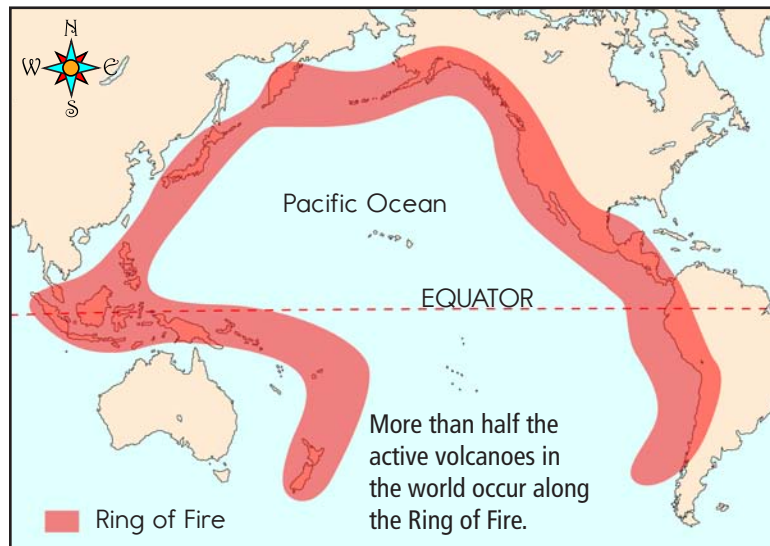 N
W E
S
Pacific Ocean
EQUATOR
More than half the
active volcanoes in
the world occur along
the Ring of Fire.
Ring of Fire